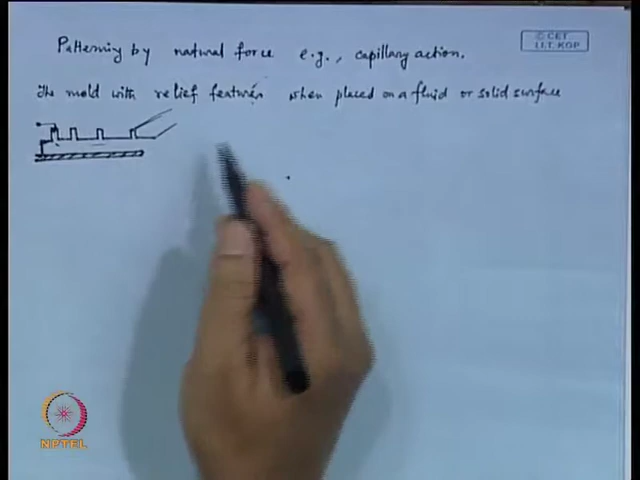 Patterning by natural force e.g., capillary action.
© CET
I.I.T. KGP
The mold with relief features when placed on a fluid or solid surface
NPTEL